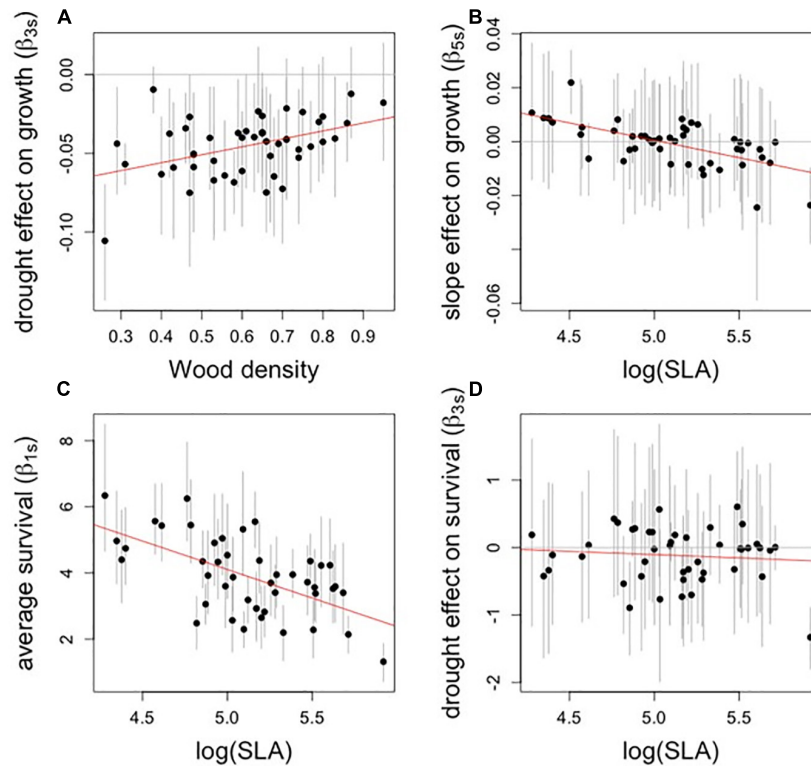 A
drought effect on growth (β3s)
0.00
-0.05
-0.10
0.3 0.4 0.5 0.6 0.7 0.8 0.9
Wood density
B
slope effect on growth (β5s)
0.04
0.02
0.00
-0.02
-0.06
4.5 5.0 5.5
log(SLA)
C
average survival (β1s)
8
6
4
2
4.5 5.0 5.5
log(SLA)
D
drought effect on survival (β3s)
1
0
-1
-2
4.5 5.0 5.5
log(SLA)